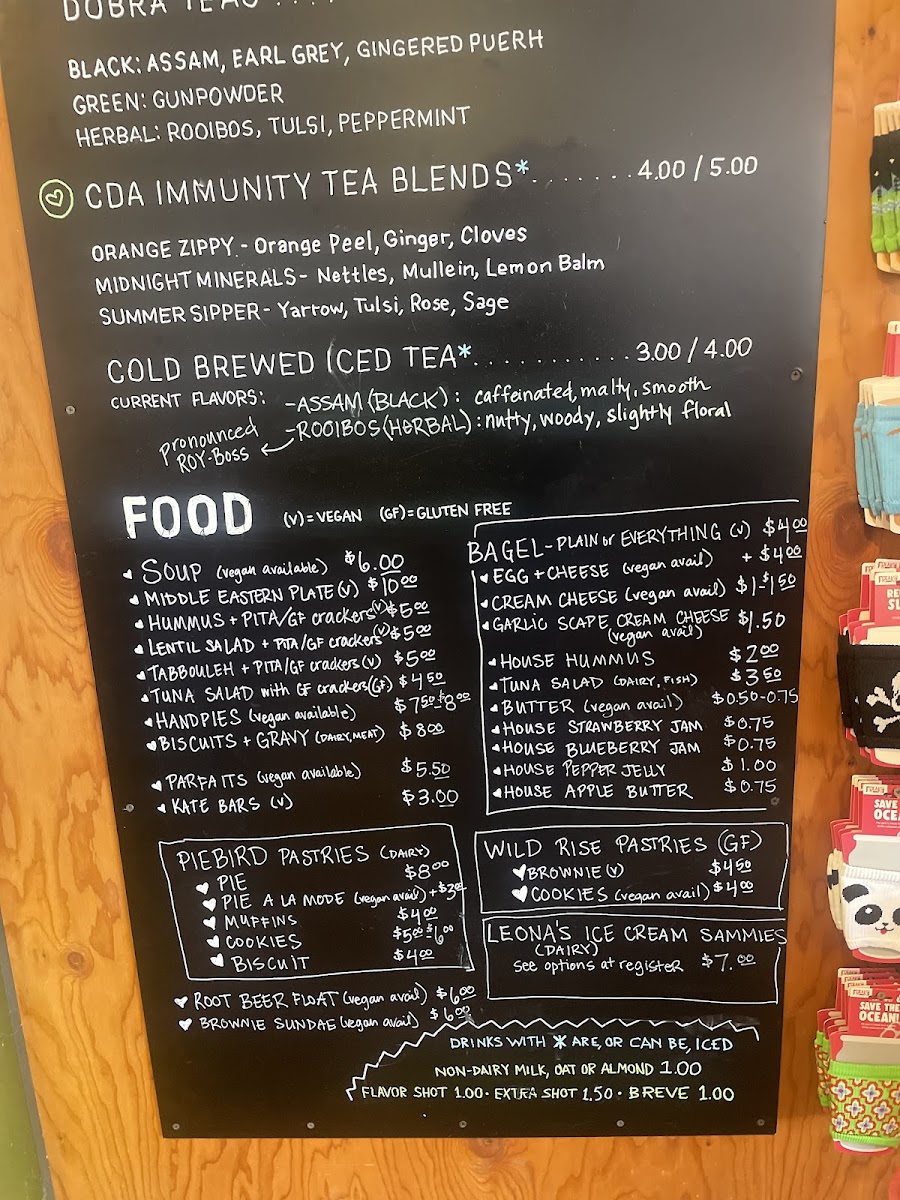 DOBRA TEAS . . . .
BLACK: ASSAM, EARL GREY, GINGERED PUERH
GREEN: GUNPOWDER
HERBAL: ROOIBOS, TULSI, PEPPERMINT
CDA IMMUNITY TEA BLENDS* . . . . . . . 4.00 / 5.00
ORANGE ZIPPY - Orange Peel, Ginger, Cloves
MIDNIGHT MINERALS - Nettles, Mullein, Lemon Balm
SUMMER SIPPER - Yarrow, Tulsi, Rose, Sage
COLD BREWED ICED TEA* . . . . . . . . . . . . 3.00 / 4.00
CURRENT FLAVORS: - ASSAM (BLACK): caffeinated, malty, smooth
- ROOIBOS (HERBAL): nutty, woody, slightly floral
pronounced
ROY-BOSS
FOOD (V) = VEGAN (GF) = GLUTEN FREE
SOUP (vegan available) $6.00
MIDDLE EASTERN PLATE (V) $10.00
HUMMUS + PITA/GF crackers (V) $5.00
LENTIL SALAD + PITA/GF crackers (V) $5.00
TABBOULEH + PITA/GF crackers (V) $5.00
TUNA SALAD with GF crackers (GF) $4.50
HANDPIES (vegan available) $7.50-$8.00
BISCUITS + GRAVY (DAIRY, MEAT) $8.00
PARFAITS (vegan available) $5.50
KATE BARS (V) $3.00
BAGEL - PLAIN or EVERYTHING (V) $4.00
EGG + CHEESE (vegan avail) + $4.00
CREAM CHEESE (vegan avail) $1-$1.50
GARLIC SCAPE CREAM CHEESE $1.50
(vegan avail)
HOUSE HUMMUS $2.00
TUNA SALAD (DAIRY, FISH) $3.50
BUTTER (vegan avail) $0.50-0.75
HOUSE STRAWBERRY JAM $0.75
HOUSE BLUEBERRY JAM $0.75
HOUSE PEPPER JELLY $1.00
HOUSE APPLE BUTTER $0.75
PIEBIRD PASTRIES (DAIRY)
PIE $8.00
PIE A LA MODE (vegan avail) +
MUFFINS $4.00
COOKIES $5.00-$6.00
BISCUIT $4.00
WILD RISE PASTRIES (GF)
BROWNIE (V) $4.50
COOKIES (vegan avail) $4.00
LEONA'S ICE CREAM SAMMIES
(DAIRY)
see options at register $7.00
ROOT BEER FLOAT (vegan avail) $6.00
BROWNIE SUNDAE (vegan avail) $6.00
DRINKS WITH * ARE, OR CAN BE, ICED
NON-DAIRY MILK, OAT OR ALMOND 1.00
FLAVOR SHOT 1.00 · EXTRA SHOT 1.50 · BREVE 1.00
SAVE
OCEA
SAVE THE
OCEAN!